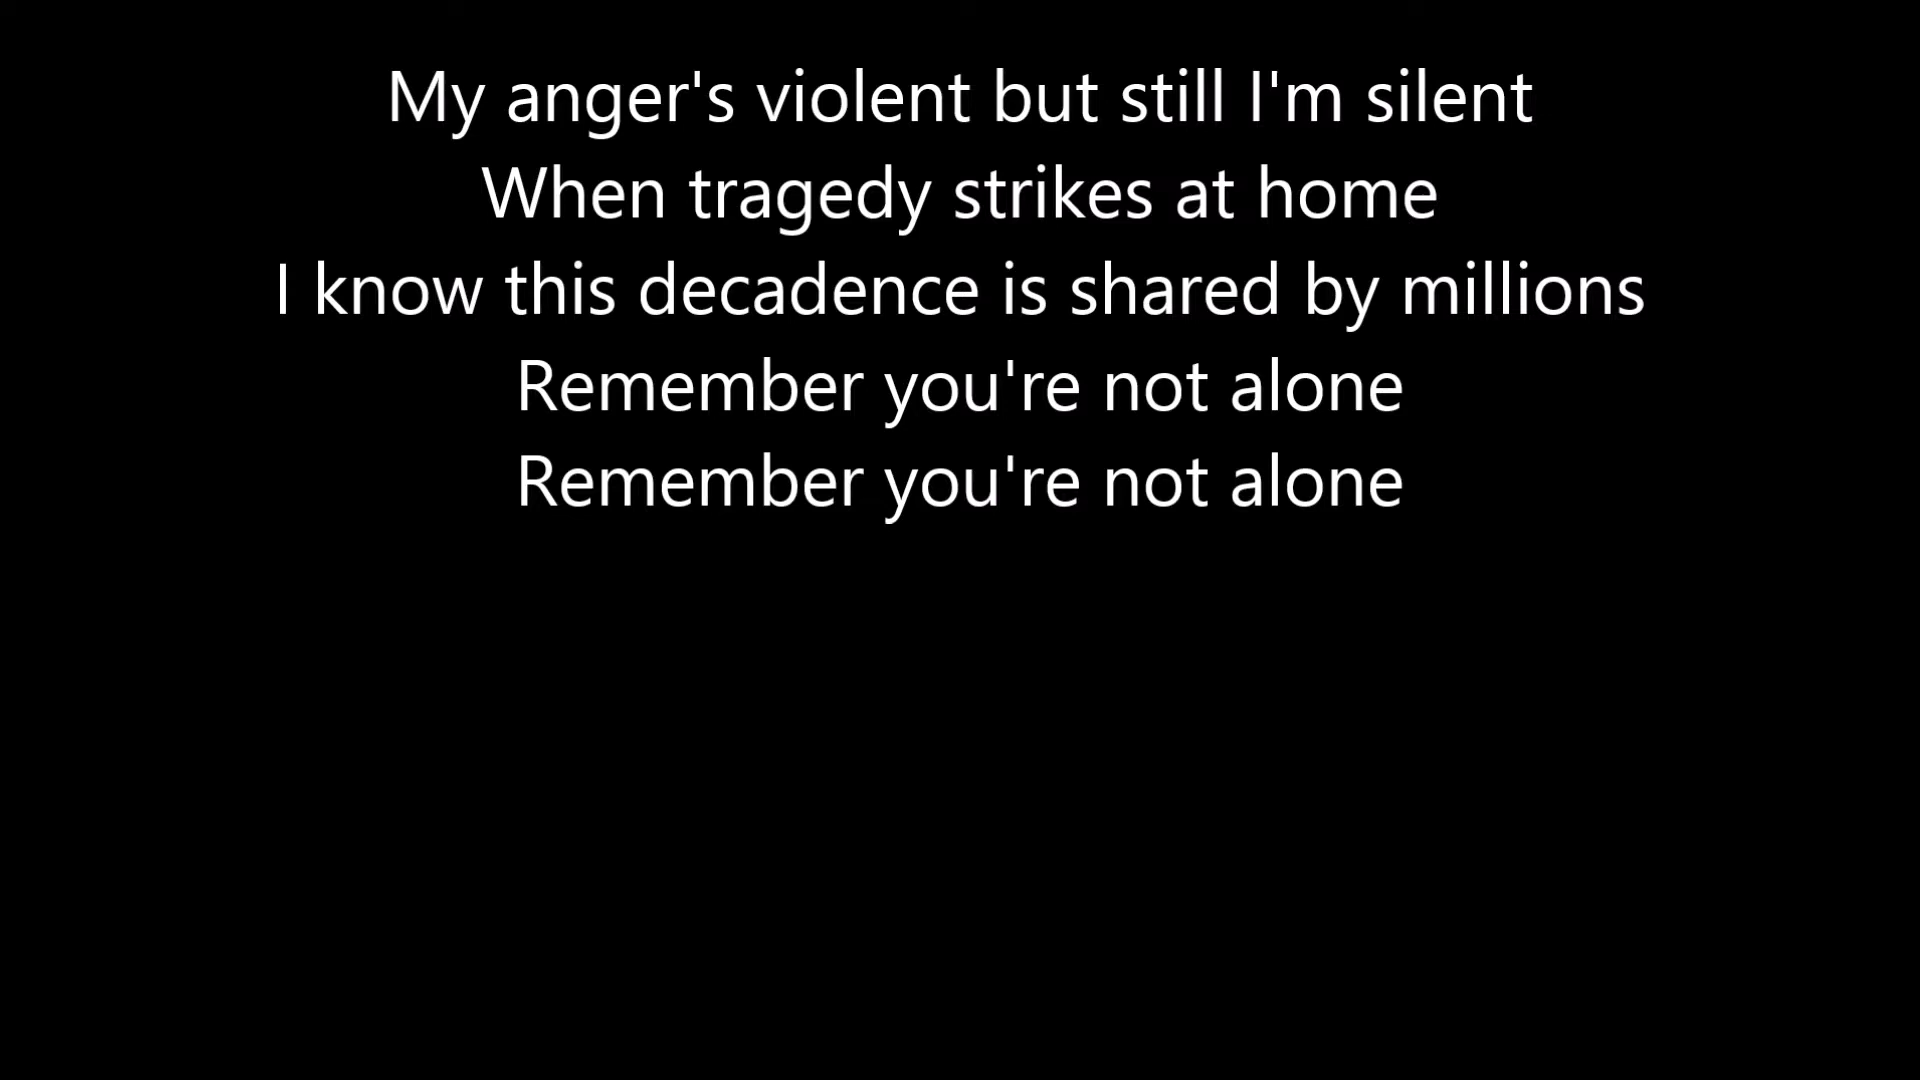 My anger's violent but still I'm silent
When tragedy strikes at home
I know this decadence is shared by millions
Remember you're not alone
Remember you're not alone